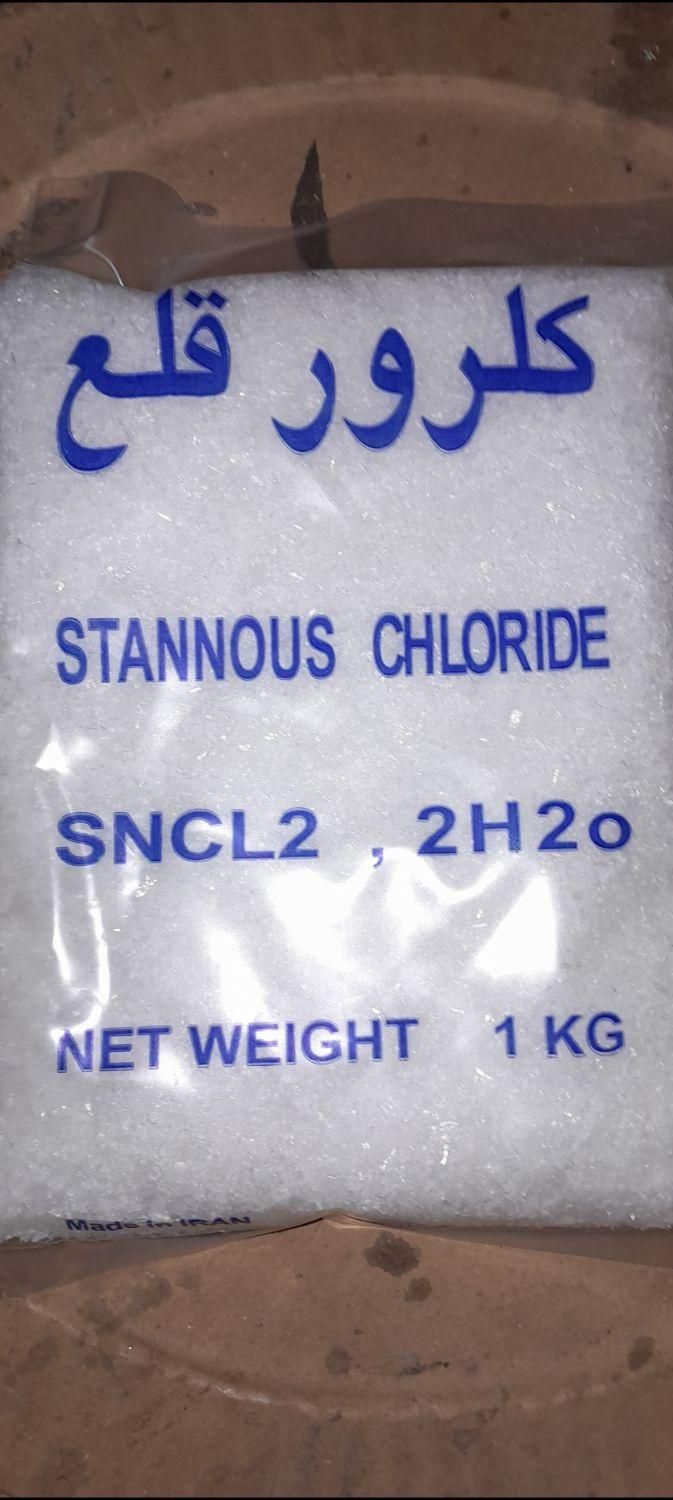 کلرور قلع
STANNOUS CHLORIDE
SNCL2 , 2H2o
NET WEIGHT 1 KG
Made in IRAN